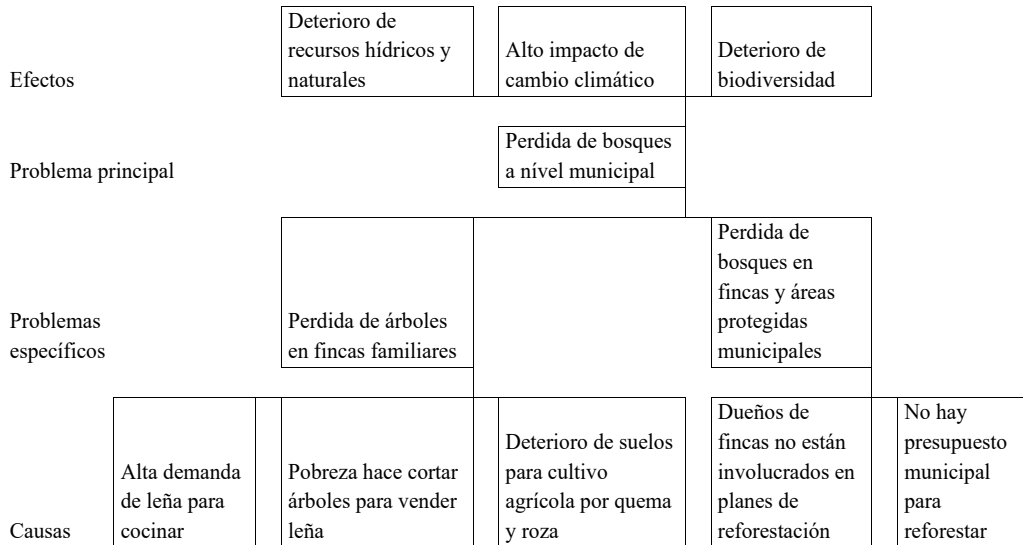 Efectos
Deterioro de
recursos hídricos y
naturales
Alto impacto de
cambio climático
Deterioro de
biodiversidad
Problema principal
Perdida de bosques
a nível municipal
Problemas
específicos
Perdida de árboles
en fincas familiares
Perdida de
bosques en
fincas y áreas
protegidas
municipales
Causas
Alta demanda
de leña para
cocinar
Pobreza hace cortar
árboles para vender
leña
Deterioro de suelos
para cultivo
agrícola por quema
y roza
Dueños de
fincas no están
involucrados en
planes de
reforestación
No hay
presupuesto
municipal
para
reforestar